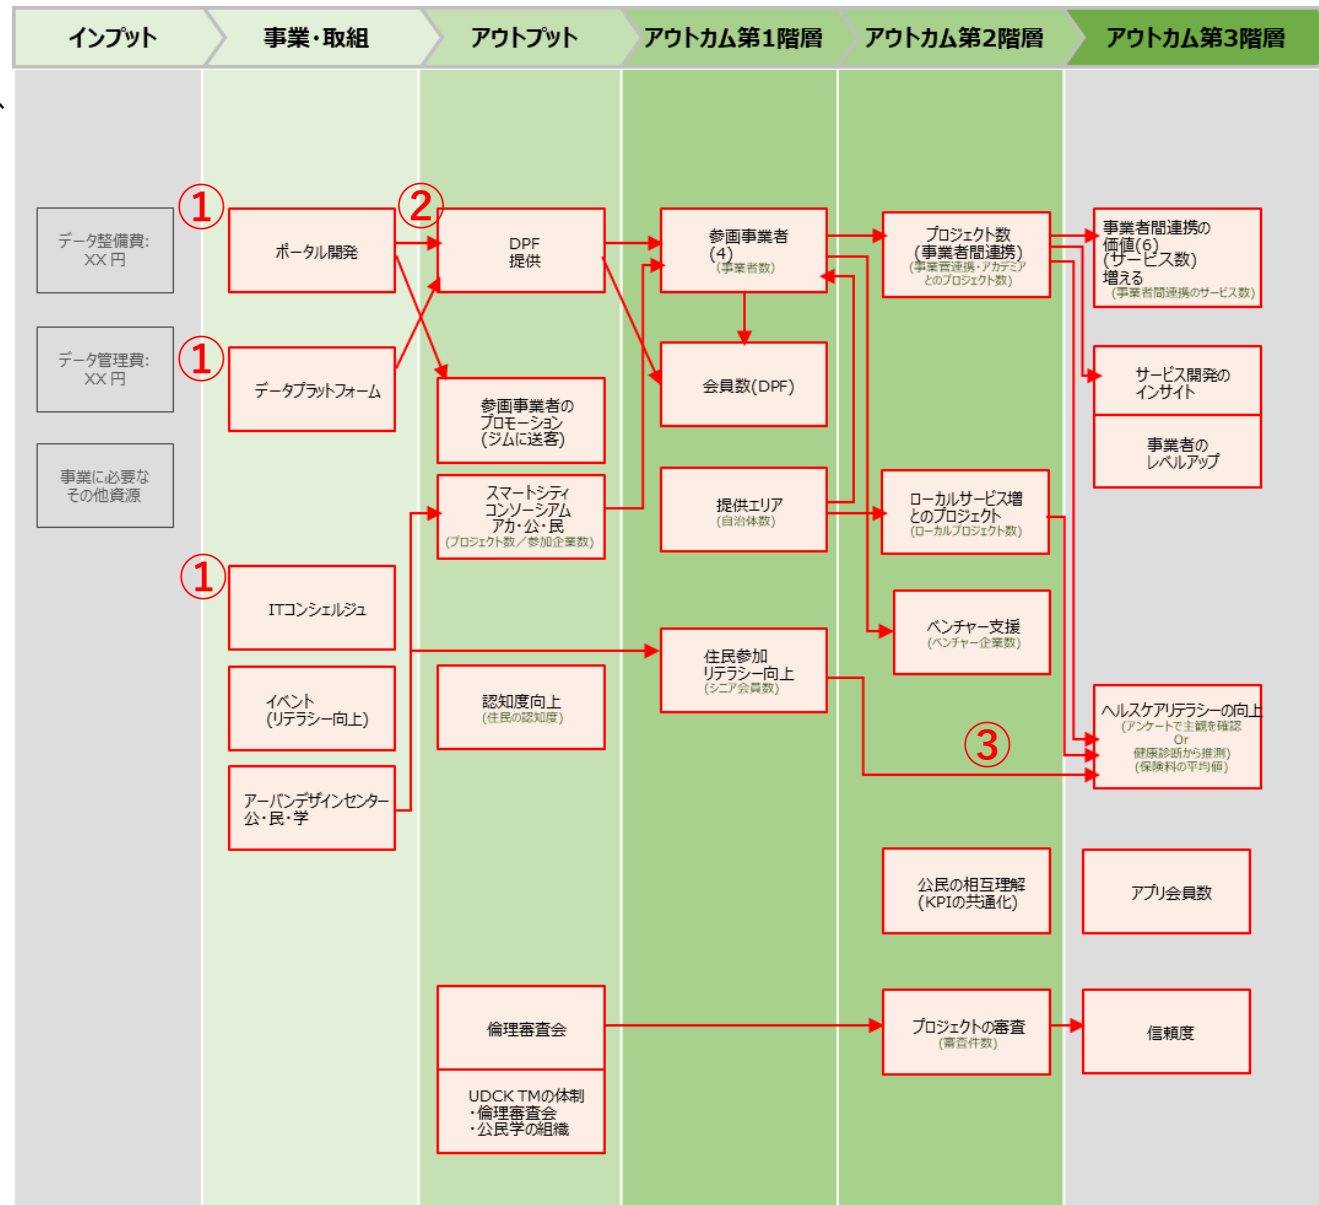 インプット
事業・取組
アウトプット
アウトカム第1階層
アウトカム第2階層
アウトカム第3階層
、
データ整備費:
XX 円
データ管理費:
XX 円
事業に必要な
その他資源
①
ポータル開発
①
データプラットフォーム
①
ITコンシェルジュ
イベント
(リテラシー向上)
アーバンデザインセンター
公・民・学
②
DPF
提供
参画事業者の
プロモーション
(ジムに送客)
スマートシティ
コンソーシアム
アカ・公・民
(プロジェクト数／参加企業数)
認知度向上
(住民の認知度)
倫理審査会
UDCK TMの体制
・倫理審査会
・公民学の組織
参画事業者
(4)
(事業者数)
会員数(DPF)
提供エリア
(自治体数)
住民参加
リテラシー向上
(シニア会員数)
プロジェクト数
(事業者間連携)
(事業管連携・アカデミア
とのプロジェクト数)
ローカルサービス増
とのプロジェクト
(ローカルプロジェクト数)
ベンチャー支援
(ベンチャー企業数)
③
公民の相互理解
(KPIの共通化)
プロジェクトの審査
(審査件数)
事業者間連携の
価値(6)
(サービス数)
増える
(事業者間連携のサービス数)
サービス開発の
インサイト
事業者の
レベルアップ
ヘルスケアリテラシーの向上
(アンケートで主観を確認
Or
健康診断から推測)
(保険料の平均値)
アプリ会員数
信頼度